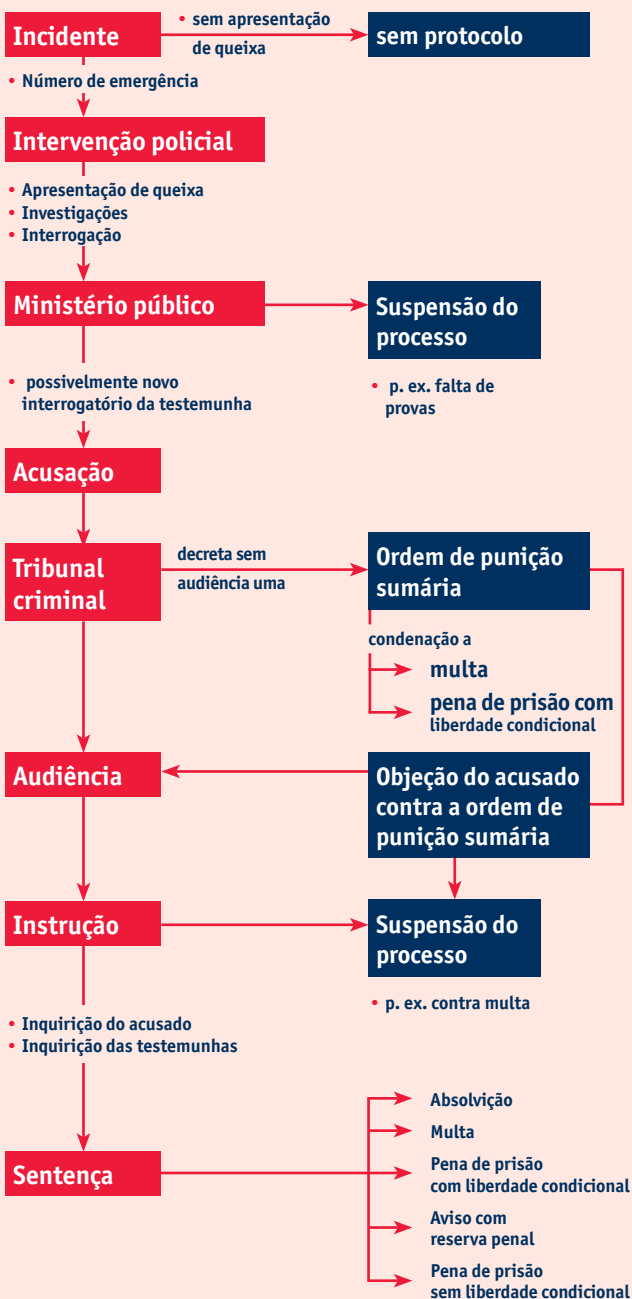 Incidente
• sem apresentação
de queixa
sem protocolo
• Número de emergência
Intervenção policial
• Apresentação de queixa
• Investigações
• Interrogação
Ministério público
Suspensão do
processo
• possivelmente novo
interrogatório da testemunha
• p. ex. falta de
provas
Acusação
Tribunal
criminal
decreta sem
audiência uma
Ordem de punição
sumária
condenação a
multa
pena de prisão com
liberdade condicional
Audiência
Objeção do acusado
contra a ordem de
punição sumária
Instrução
Suspensão do
processo
• p. ex. contra multa
• Inquirição do acusado
• Inquirição das testemunhas
Sentença
Absolvição
Multa
Pena de prisão
com liberdade condicional
Aviso com
reserva penal
Pena de prisão
sem liberdade condicional